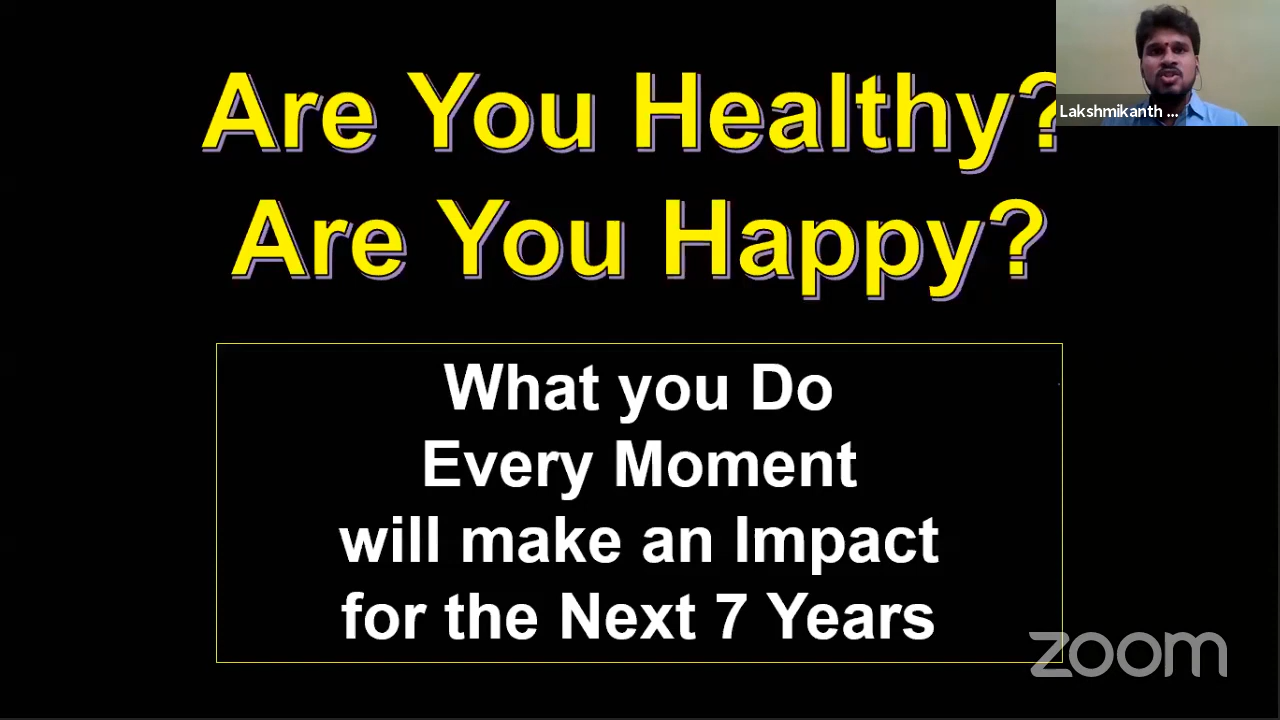 Are You Healthy?
Lakshmikanth ...
Are You Happy?
What you Do
Every Moment
will make an Impact
for the Next 7 Years
zoom